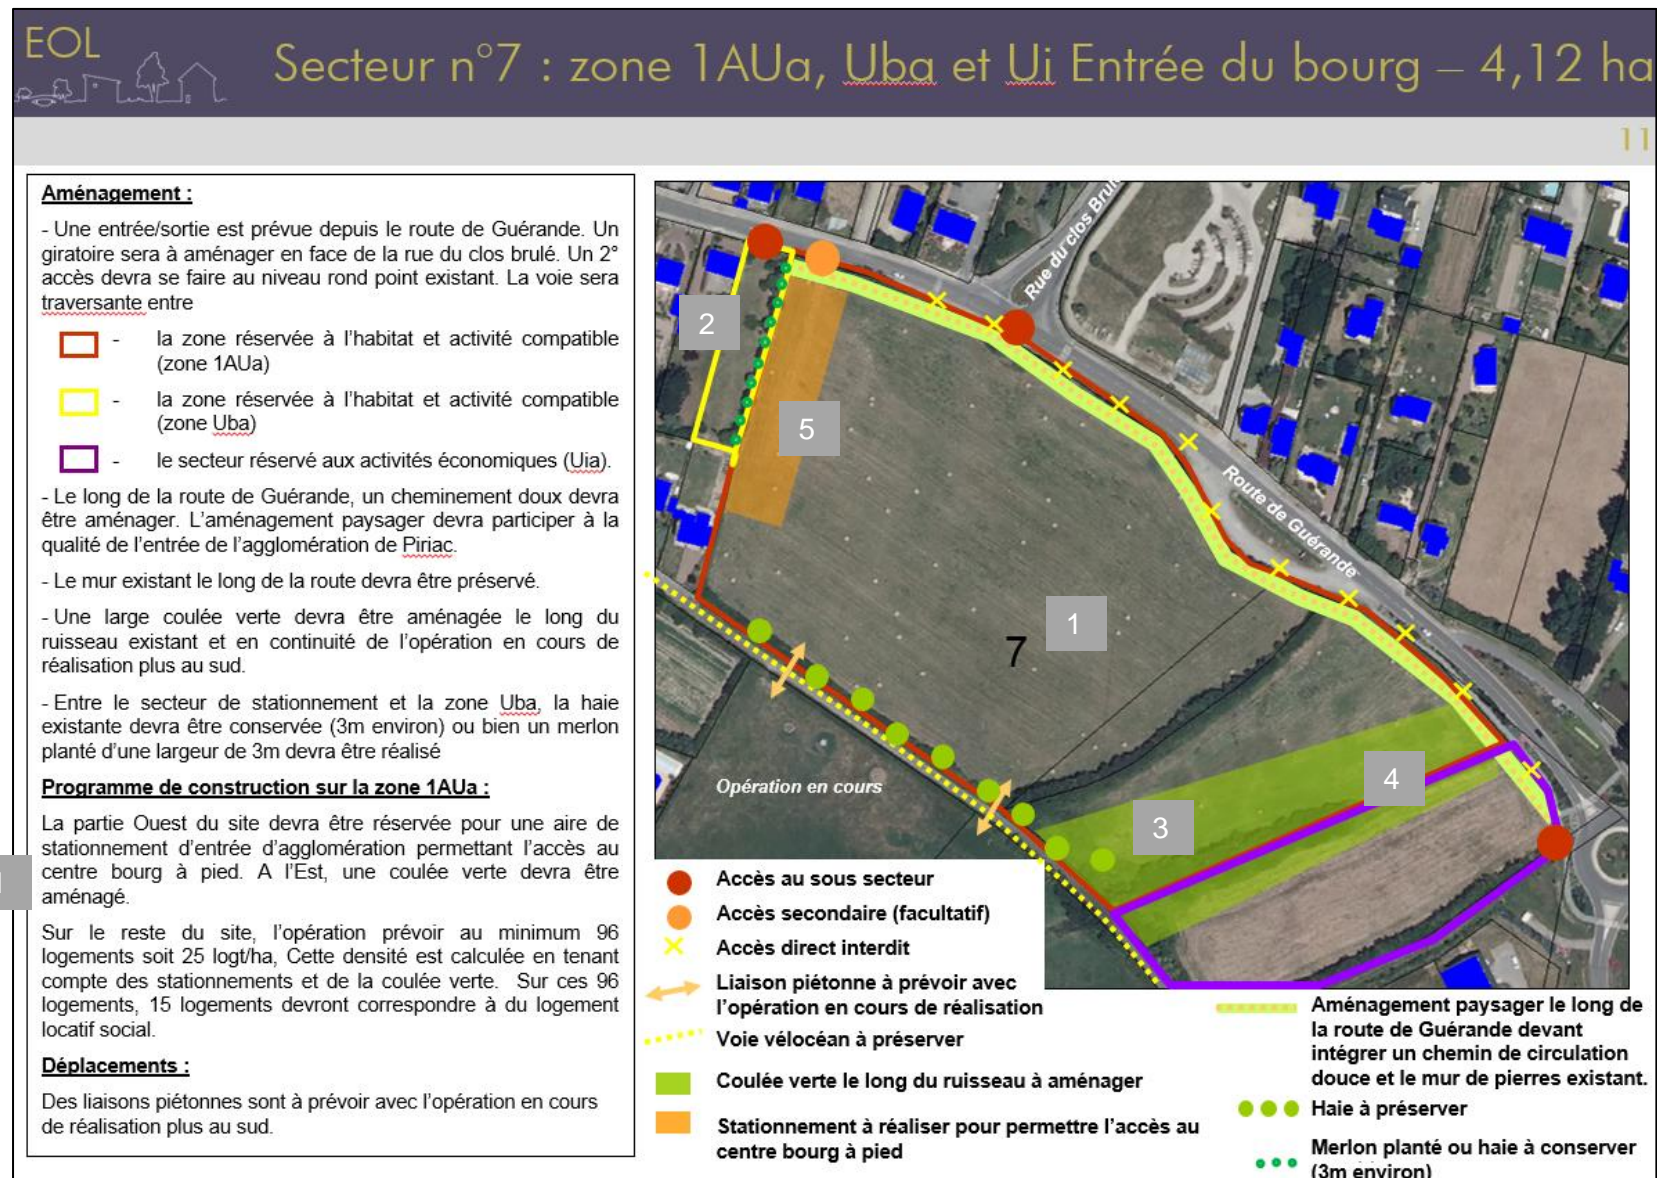 EOL
Secteur n°7 : zone 1AUa, Uba et Ui Entrée du bourg – 4,12 ha
11
Aménagement :
- Une entrée/sortie est prévue depuis le route de Guérande. Un
giratoire sera à aménager en face de la rue du clos brulé. Un 2°
accès devra se faire au niveau rond point existant. La voie sera
traversante entre
- la zone réservée à l'habitat et activité compatible
(zone 1AUa)
- la zone réservée à l'habitat et activité compatible
(zone Uba)
- le secteur réservé aux activités économiques (Uia).
- Le long de la route de Guérande, un cheminement doux devra
être aménager. L'aménagement paysager devra participer à la
qualité de l'entrée de l'agglomération de Piriac.
- Le mur existant le long de la route devra être préservé.
- Une large coulée verte devra être aménagée le long du
ruisseau existant et en continuité de l'opération en cours de
réalisation plus au sud.
- Entre le secteur de stationnement et la zone Uba, la haie
existante devra être conservée (3m environ) ou bien un merlon
planté d'une largeur de 3m devra être réalisé
Programme de construction sur la zone 1AUa :
La partie Ouest du site devra être réservée pour une aire de
stationnement d'entrée d'agglomération permettant l'accès au
centre bourg à pied. A l'Est, une coulée verte devra être
aménagé.
Sur le reste du site, l'opération prévoir au minimum 96
logements soit 25 logt/ha, Cette densité est calculée en tenant
compte des stationnements et de la coulée verte. Sur ces 96
logements, 15 logements devront correspondre à du logement
locatif social.
Déplacements :
Des liaisons piétonnes sont à prévoir avec l'opération en cours
de réalisation plus au sud.
Rue du clos Brulé
2
5
Route de Guérande
1
7
4
Opération en cours
3
Accès au sous secteur
Accès secondaire (facultatif)
Accès direct interdit
Liaison piétonne à prévoir avec
l'opération en cours de réalisation
Voie vélocéan à préserver
Coulée verte le long du ruisseau à aménager
Stationnement à réaliser pour permettre l'accès au
centre bourg à pied
Aménagement paysager le long de
la route de Guérande devant
intégrer un chemin de circulation
douce et le mur de pierres existant.
Haie à préserver
Merlon planté ou haie à conserver
(3m environ)